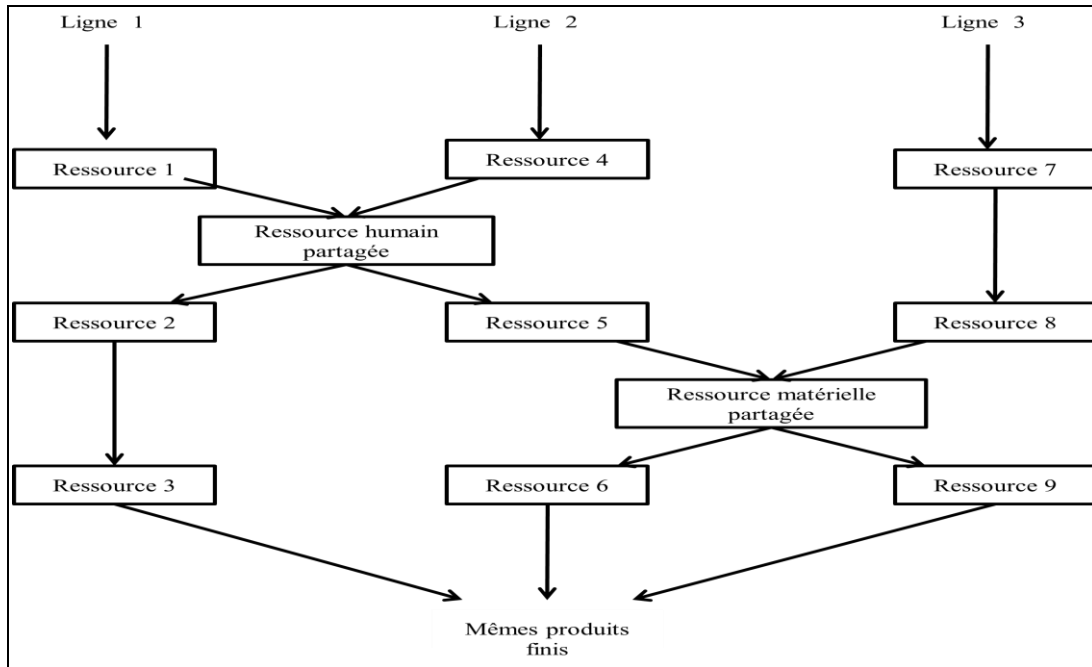 Ligne 1
Ligne 2
Ligne 3
Ressource 1
Ressource 4
Ressource 7
Ressource humain
partagée
Ressource 2
Ressource 5
Ressource 8
Ressource matérielle
partagée
Ressource 3
Ressource 6
Ressource 9
Mêmes produits
finis